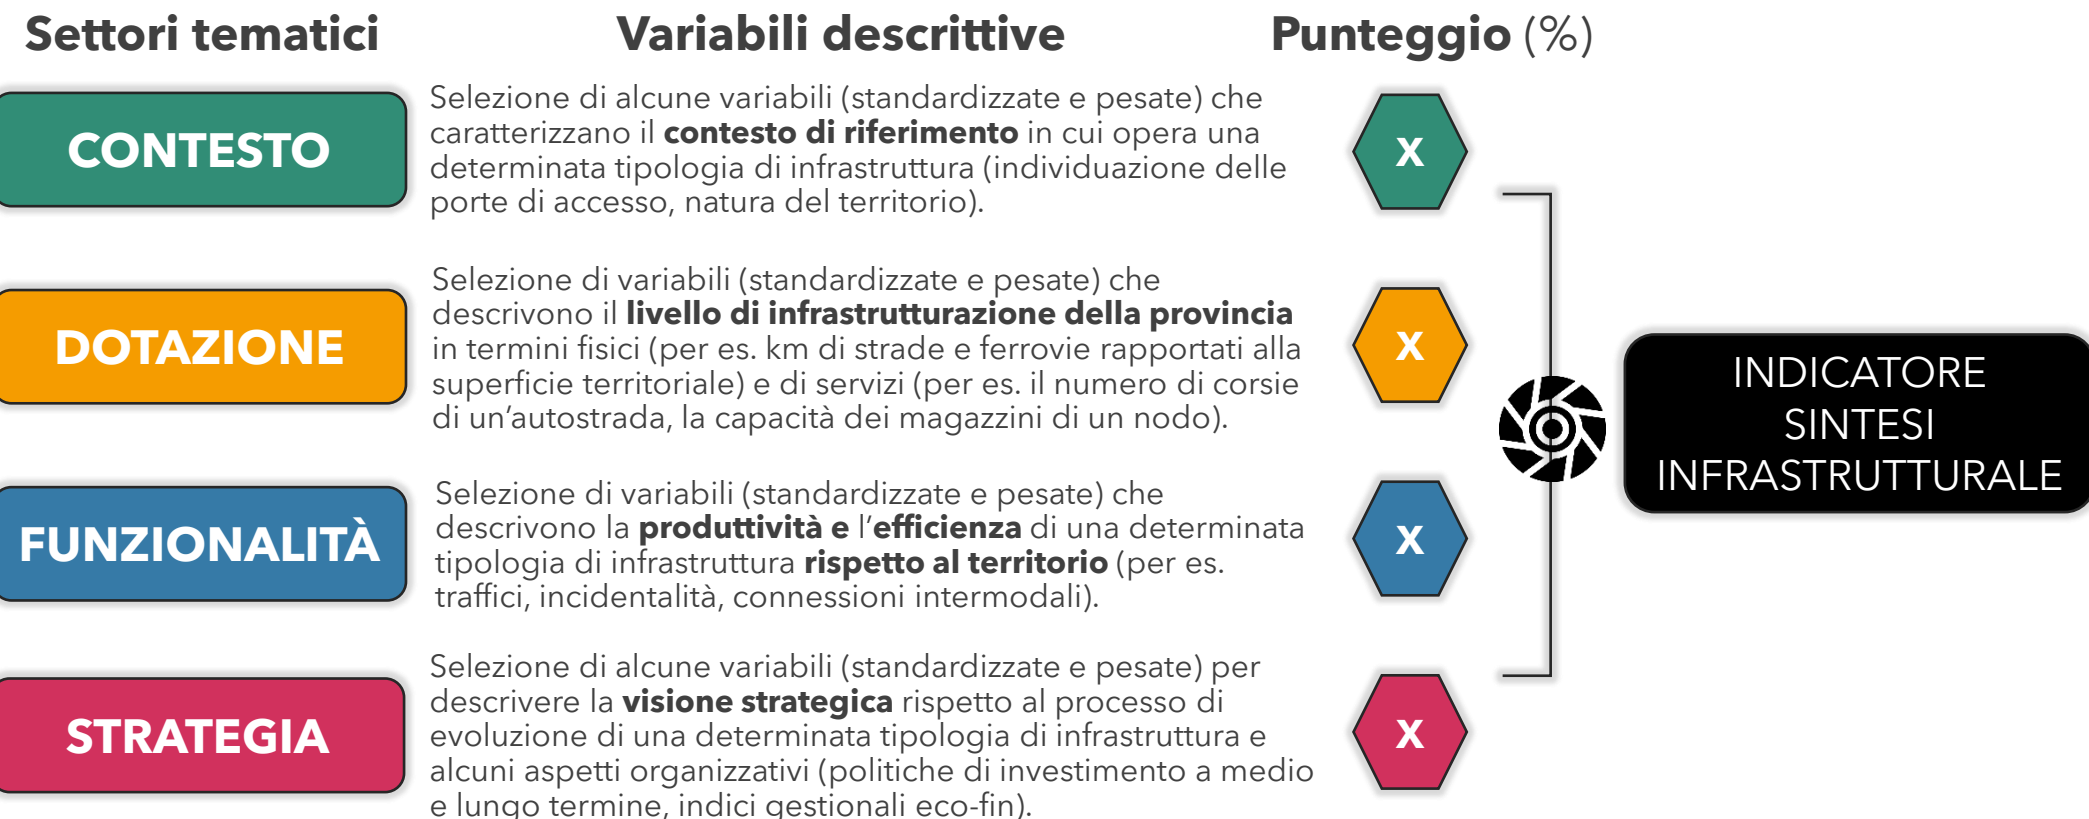 Settori tematici
Variabili descrittive
Punteggio (%)
CONTESTO
Selezione di alcune variabili (standardizzate e pesate) che
caratterizzano il contesto di riferimento in cui opera una
determinata tipologia di infrastruttura (individuazione delle
porte di accesso, natura del territorio).
X
DOTAZIONE
Selezione di variabili (standardizzate e pesate) che
descrivono il livello di infrastrutturazione della provincia
in termini fisici (per es. km di strade e ferrovie rapportati alla
superficie territoriale) e di servizi (per es. il numero di corsie
di un’autostrada, la capacità dei magazzini di un nodo).
X
FUNZIONALITÀ
Selezione di variabili (standardizzate e pesate) che
descrivono la produttività e l’efficienza di una determinata
tipologia di infrastruttura rispetto al territorio (per es.
traffici, incidentalità, connessioni intermodali).
X
STRATEGIA
Selezione di alcune variabili (standardizzate e pesate) per
descrivere la visione strategica rispetto al processo di
evoluzione di una determinata tipologia di infrastruttura e
alcuni aspetti organizzativi (politiche di investimento a medio
e lungo termine, indici gestionali eco-fin).
X
INDICATORE
SINTESI
INFRASTRUTTURALE